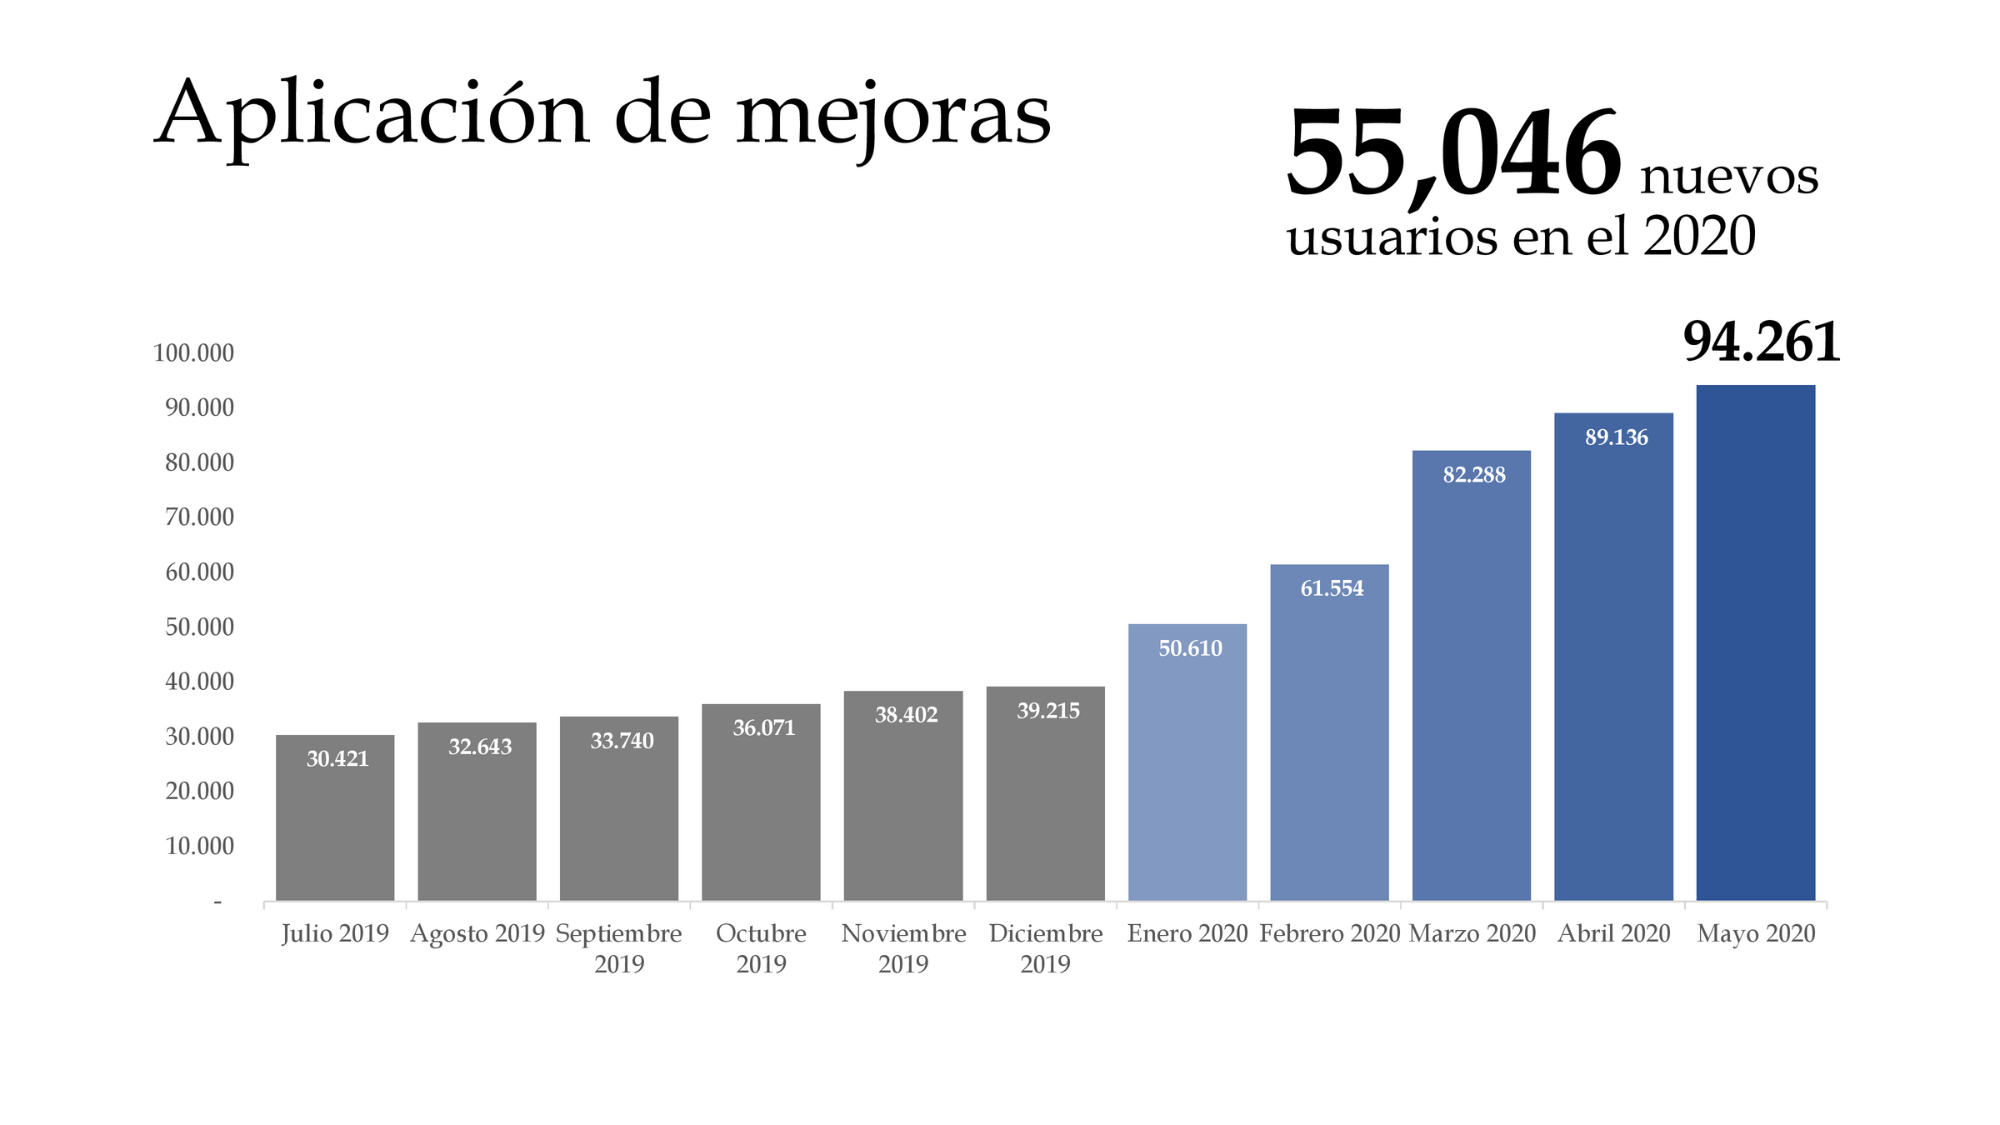 Aplicación de mejoras
55,046 nuevos
usuarios en el 2020
94.261
100.000
90.000
80.000
70.000
60.000
50.000
40.000
30.000
20.000
10.000
-
30.421
32.643
33.740
36.071
38.402
39.215
50.610
61.554
82.288
89.136
Julio 2019
Agosto 2019
Septiembre
2019
Octubre
2019
Noviembre
2019
Diciembre
2019
Enero 2020
Febrero 2020
Marzo 2020
Abril 2020
Mayo 2020